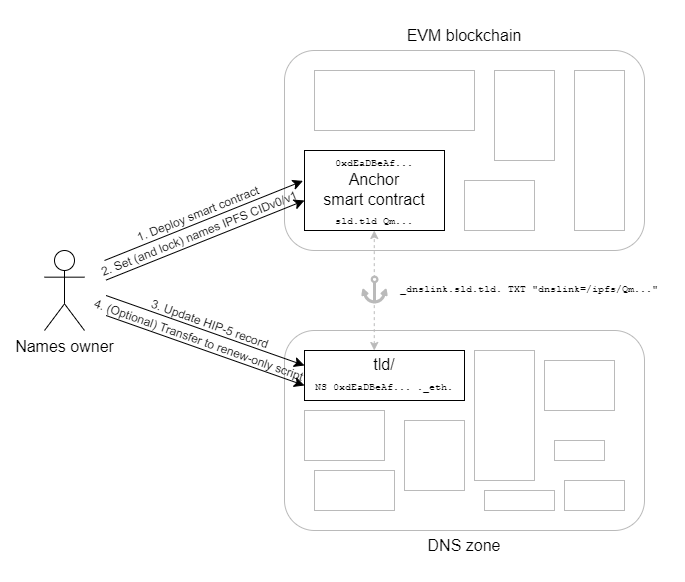 EVM blockchain
0xdEaDBeAf...
Anchor
smart contract
sld.tld Qm...
1. Deploy smart contract
2. Set (and lock) names IPFS CIDv0/v1
_dnslink.sld.tld. TXT "dnslink=/ipfs/Qm..."
3. Update HIP-5 record
4. (Optional) Transfer to renew-only script
Names owner
tld/
NS 0xdEaDBeAf... ._eth.
DNS zone